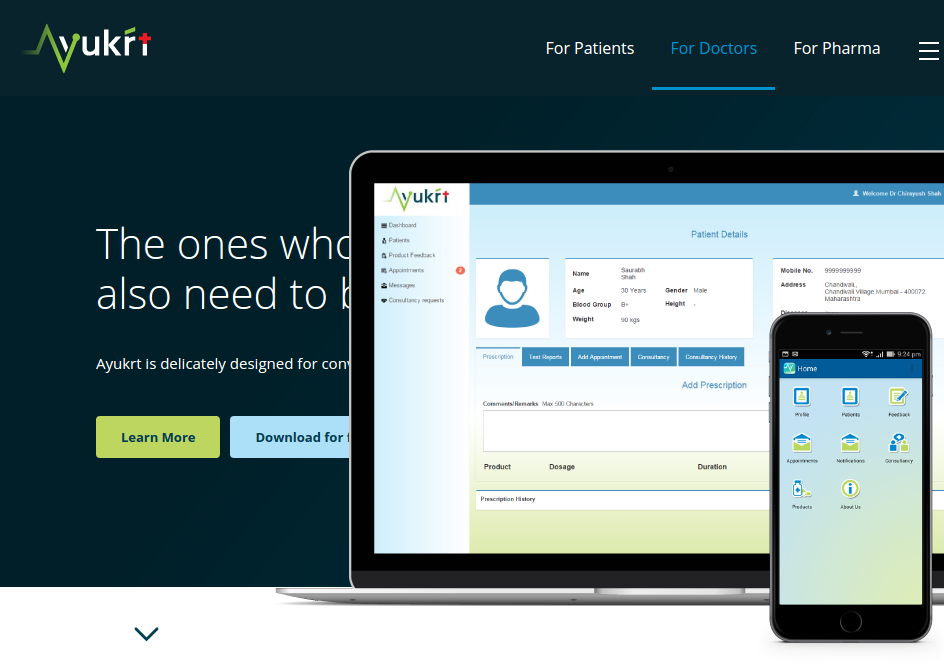 Ayukrt
For Patients
For Doctors
For Pharma
The ones who
also need to b
Ayukrt is delicately designed for conv
Learn More
Download for f
Ayukrt
Welcome Dr Chirayush Shah
Dashboard
Patients
Product Feedback
Appointments 2
Messages
Consultancy requests
Patient Details
Name Saurabh
Shah
Age 30 Years Gender Male
Blood Group B+ Height -
Weight 90 kgs
Mobile No. 9999999999
Address Chandivali,,
Chandivali Village,Mumbai - 400072.
Maharashtra
Prescription
Test Reports
Add Appointment
Consultancy
Consultancy History
Add Prescription
Comments/Remarks Max 500 Characters
Product Dosage Duration
Prescription History
9:24 pm
Home
Profile Patients Feedback
Appointments Notifications Consultancy
Products About Us